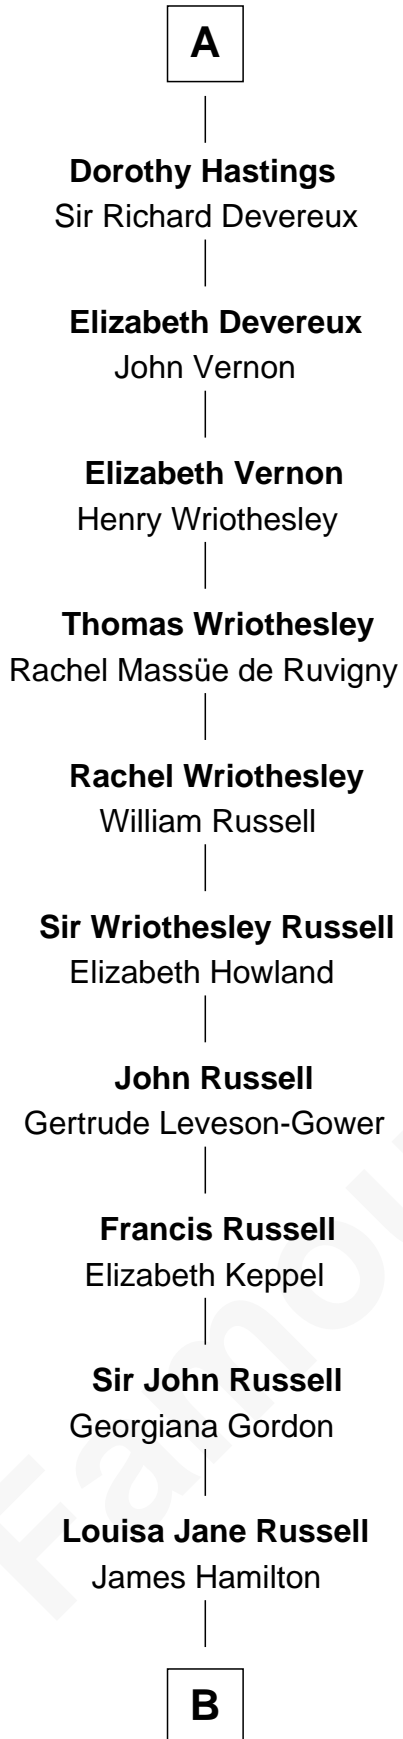 A
Dorothy Hastings
Sir Richard Devereux
Elizabeth Devereux
John Vernon
Elizabeth Vernon
Henry Wriothesley
Thomas Wriothesley
Rachel Massüe de Ruvigny
Rachel Wriothesley
William Russell
Sir Wriothesley Russell
Elizabeth Howland
John Russell
Gertrude Leveson-Gower
Francis Russell
Elizabeth Keppel
Sir John Russell
Georgiana Gordon
Louisa Jane Russell
James Hamilton
B